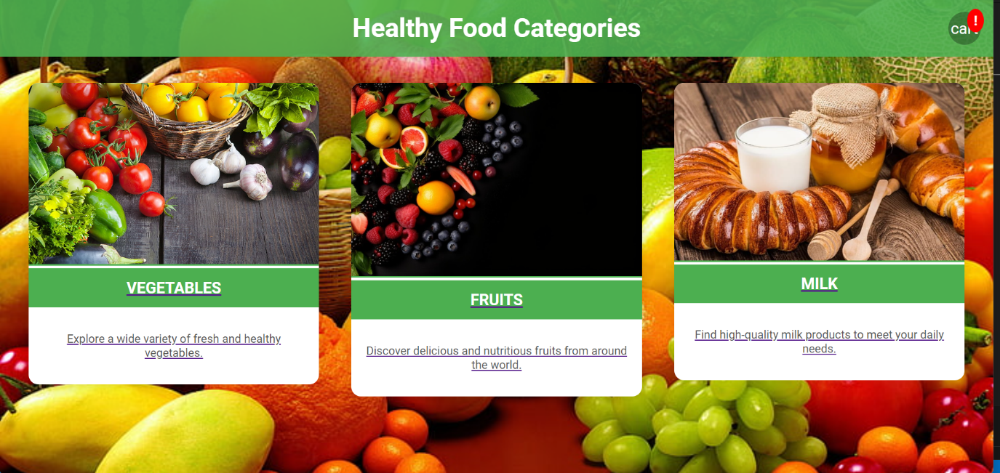 Healthy Food Categories
cart
!
VEGETABLES
Explore a wide variety of fresh and healthy
vegetables.
FRUITS
Discover delicious and nutritious fruits from around
the world.
MILK
Find high-quality milk products to meet your daily
needs.